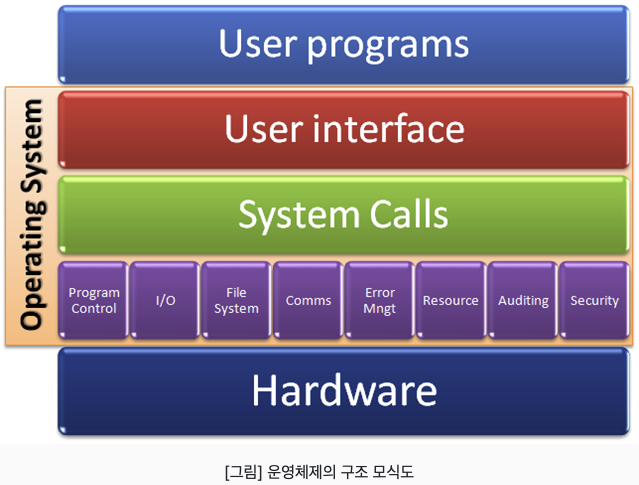 User programs
Operating System
User interface
System Calls
Program
Control
I/O
File
System
Comms
Error
Mngt
Resource
Auditing
Security
Hardware
[그림] 운영체제의 구조 모식도